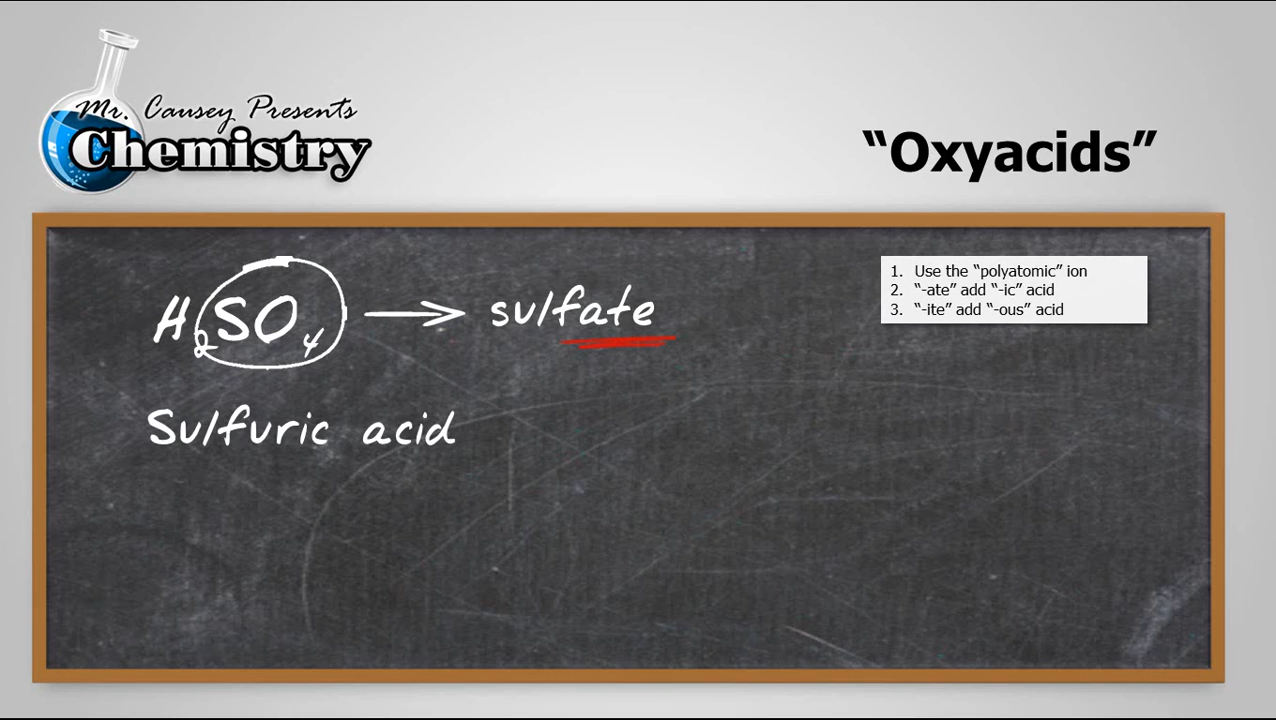 Mr. Causey Presents
Chemistry
“Oxyacids”
1. Use the “polyatomic” ion
2. “-ate” add “-ic” acid
3. “-ite” add “-ous” acid
H₂SO₄ → sulfate
Sulfuric acid